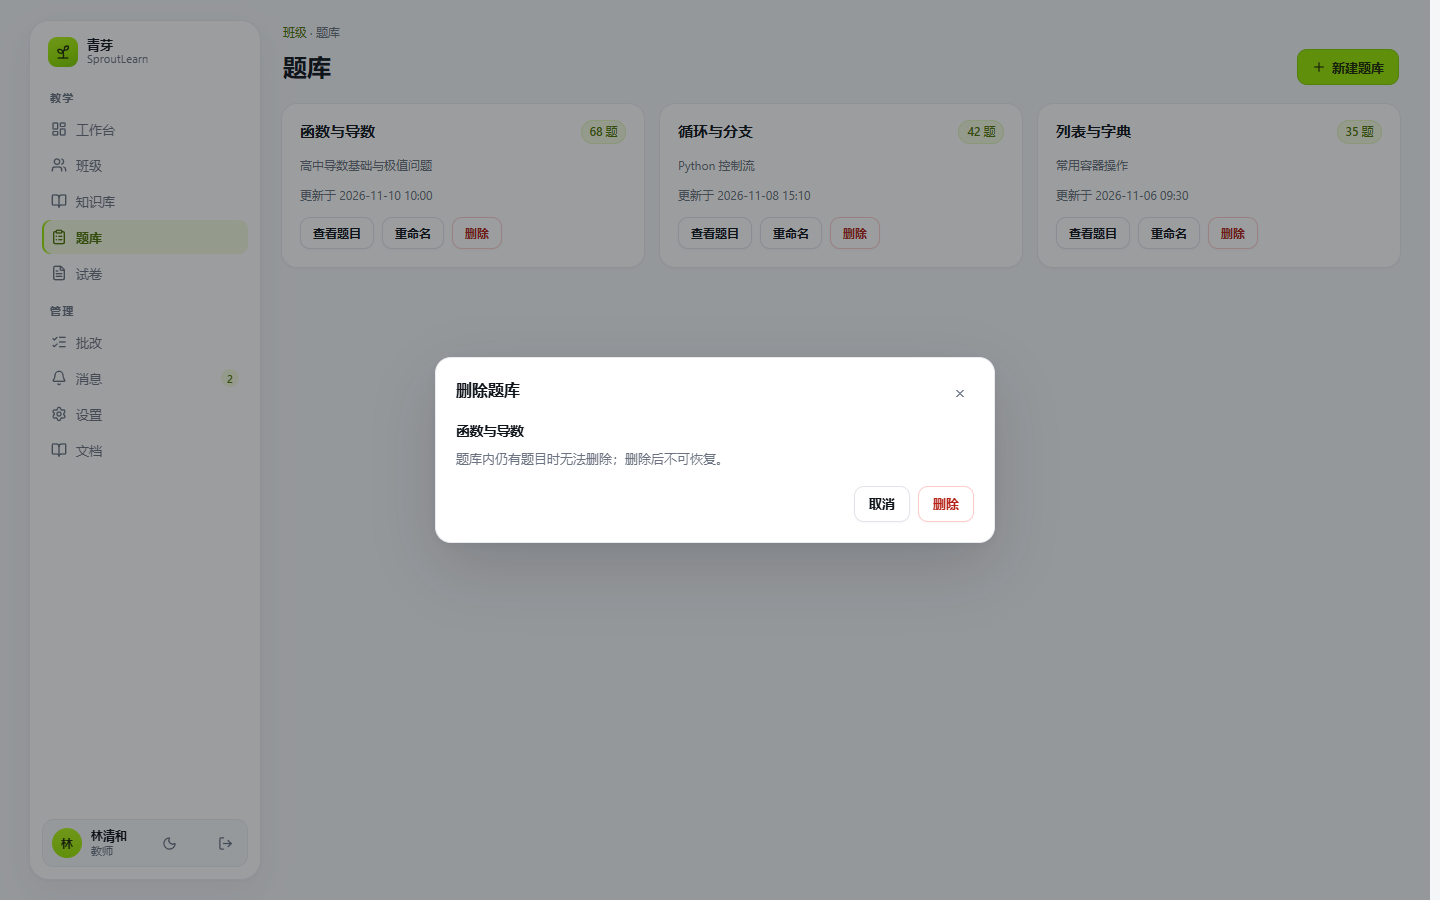 青芽
SproutLearn
教学
工作台
班级
知识库
题库
试卷
管理
批改
消息 2
设置
文档
林 林清和
教师
班级 · 题库
题库
+ 新建题库
函数与导数 68 题
高中导数基础与极值问题
更新于 2026-11-10 10:00
查看题目 重命名 删除
循环与分支 42 题
Python 控制流
更新于 2026-11-08 15:10
查看题目 重命名 删除
列表与字典 35 题
常用容器操作
更新于 2026-11-06 09:30
查看题目 重命名 删除
删除题库 ×
函数与导数
题库内仍有题目时无法删除；删除后不可恢复。
取消 删除